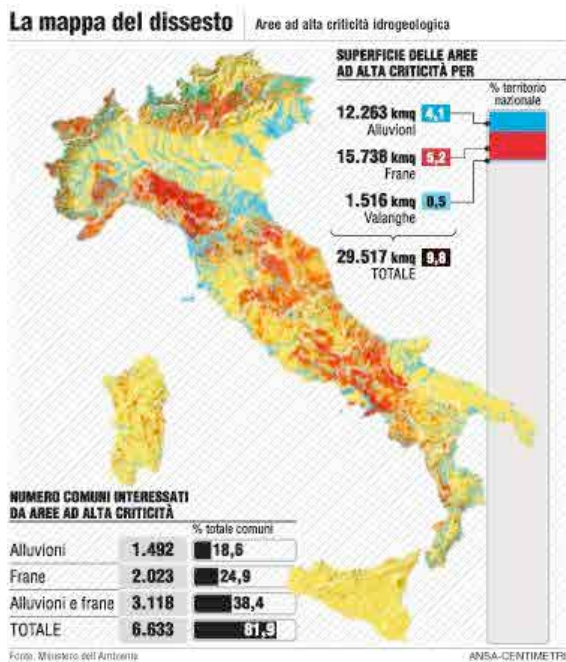 La mappa del dissesto
Aree ad alta criticità idrogeologica
SUPERFICIE DELLE AREE
AD ALTA CRITICITÀ PER
% territorio
nazionale
12.263 kmq 4,1
Alluvioni
15.738 kmq 5,2
Frane
1.516 kmq 0,5
Valanghe
29.517 kmq 9,8
TOTALE
NUMERO COMUNI INTERESSATI
DA AREE AD ALTA CRITICITÀ
% totale comuni
Alluvioni 1.492 18,6
Frane 2.023 24,9
Alluvioni e frane 3.118 38,4
TOTALE 6.633 81,9
Fonte: Ministero dell'Ambiente
ANSA-CENTIMETRI